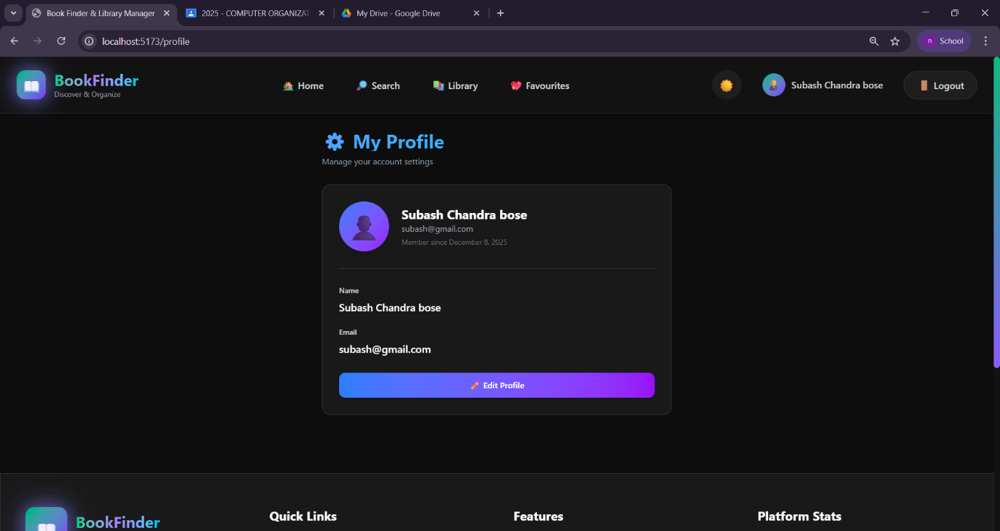 Book Finder & Library Manager
2025 - COMPUTER ORGANIZAT
My Drive - Google Drive
localhost:5173/profile
n School
BookFinder
Discover & Organize
Home
Search
Library
Favourites
Subash Chandra bose
Logout
My Profile
Manage your account settings
Subash Chandra bose
subash@gmail.com
Member since December 8, 2025
Name
Subash Chandra bose
Email
subash@gmail.com
Edit Profile
BookFinder
Quick Links
Features
Platform Stats